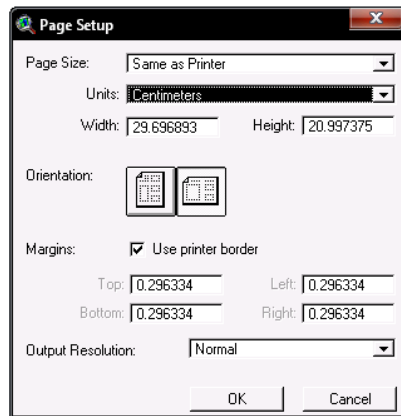 Page Setup
Page Size: Same as Printer
Units: Centimeters
Width: 29.696893 Height: 20.997375
Orientation:
Margins: Use printer border
Top: 0.296334 Left: 0.296334
Bottom: 0.296334 Right: 0.296334
Output Resolution: Normal
OK Cancel